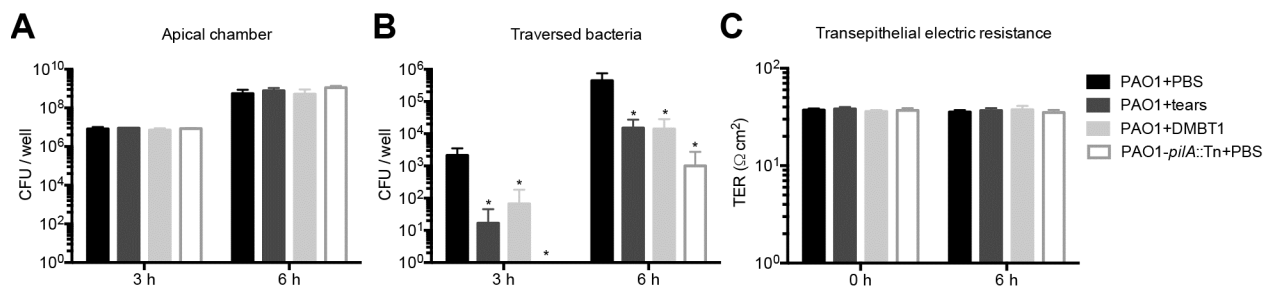 A
Apical chamber
CFU / well
10^10
10^8
10^6
10^4
10^2
10^0
3 h
6 h
B
Traversed bacteria
CFU / well
10^6
10^5
10^4
10^3
10^2
10^1
10^0
*
*
*
*
*
*
3 h
6 h
C
Transepithelial electric resistance
TER (Ω cm2)
10^2
10^1
10^0
0 h
6 h
PAO1+PBS
PAO1+tears
PAO1+DMBT1
PAO1-pilA::Tn+PBS